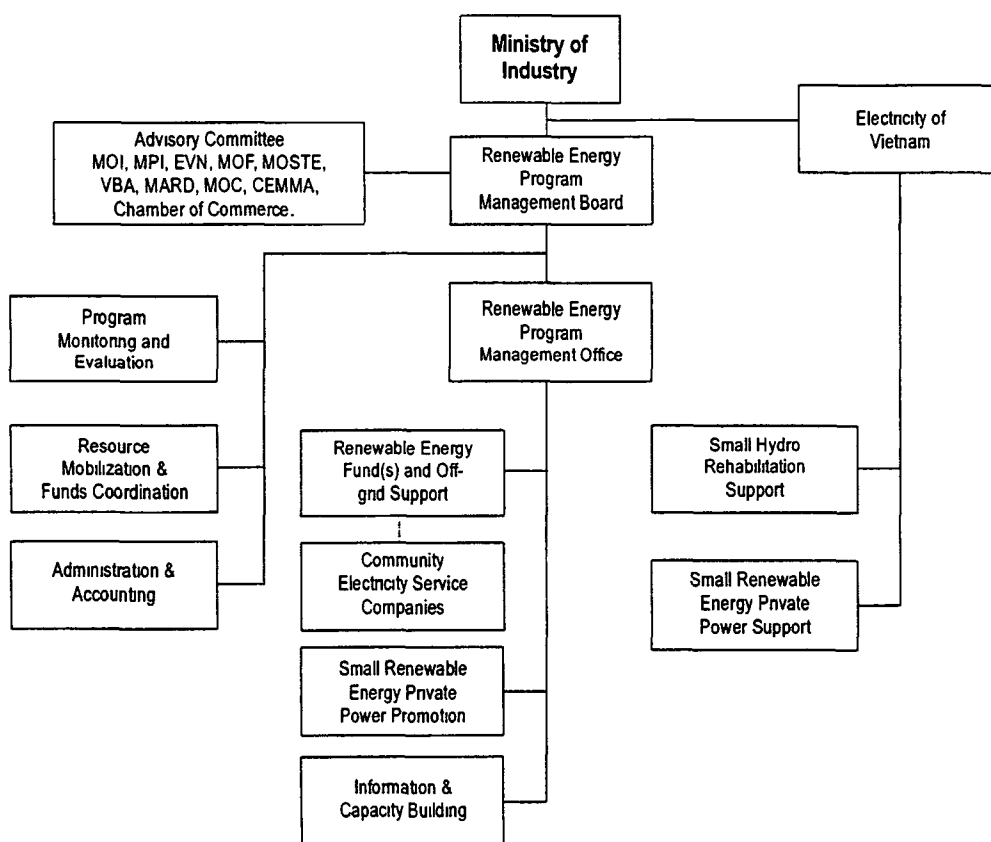 Ministry of
Industry
Electricity of
Vietnam
Advisory Committee
MOI, MPI, EVN, MOF, MOSTE,
VBA, MARD, MOC, CEMMA,
Chamber of Commerce.
Renewable Energy
Program
Management Board
Program
Monitoring and
Evaluation
Renewable Energy
Program
Management Office
Resource
Mobilization &
Funds Coordination
Renewable Energy
Fund(s) and Off-
gnd Support
Small Hydro
Rehabilitation
Support
Administration &
Accounting
Community
Electricity Service
Companies
Small Renewable
Energy Private
Power Support
Small Renewable
Energy Private
Power Promotion
Information &
Capacity Building